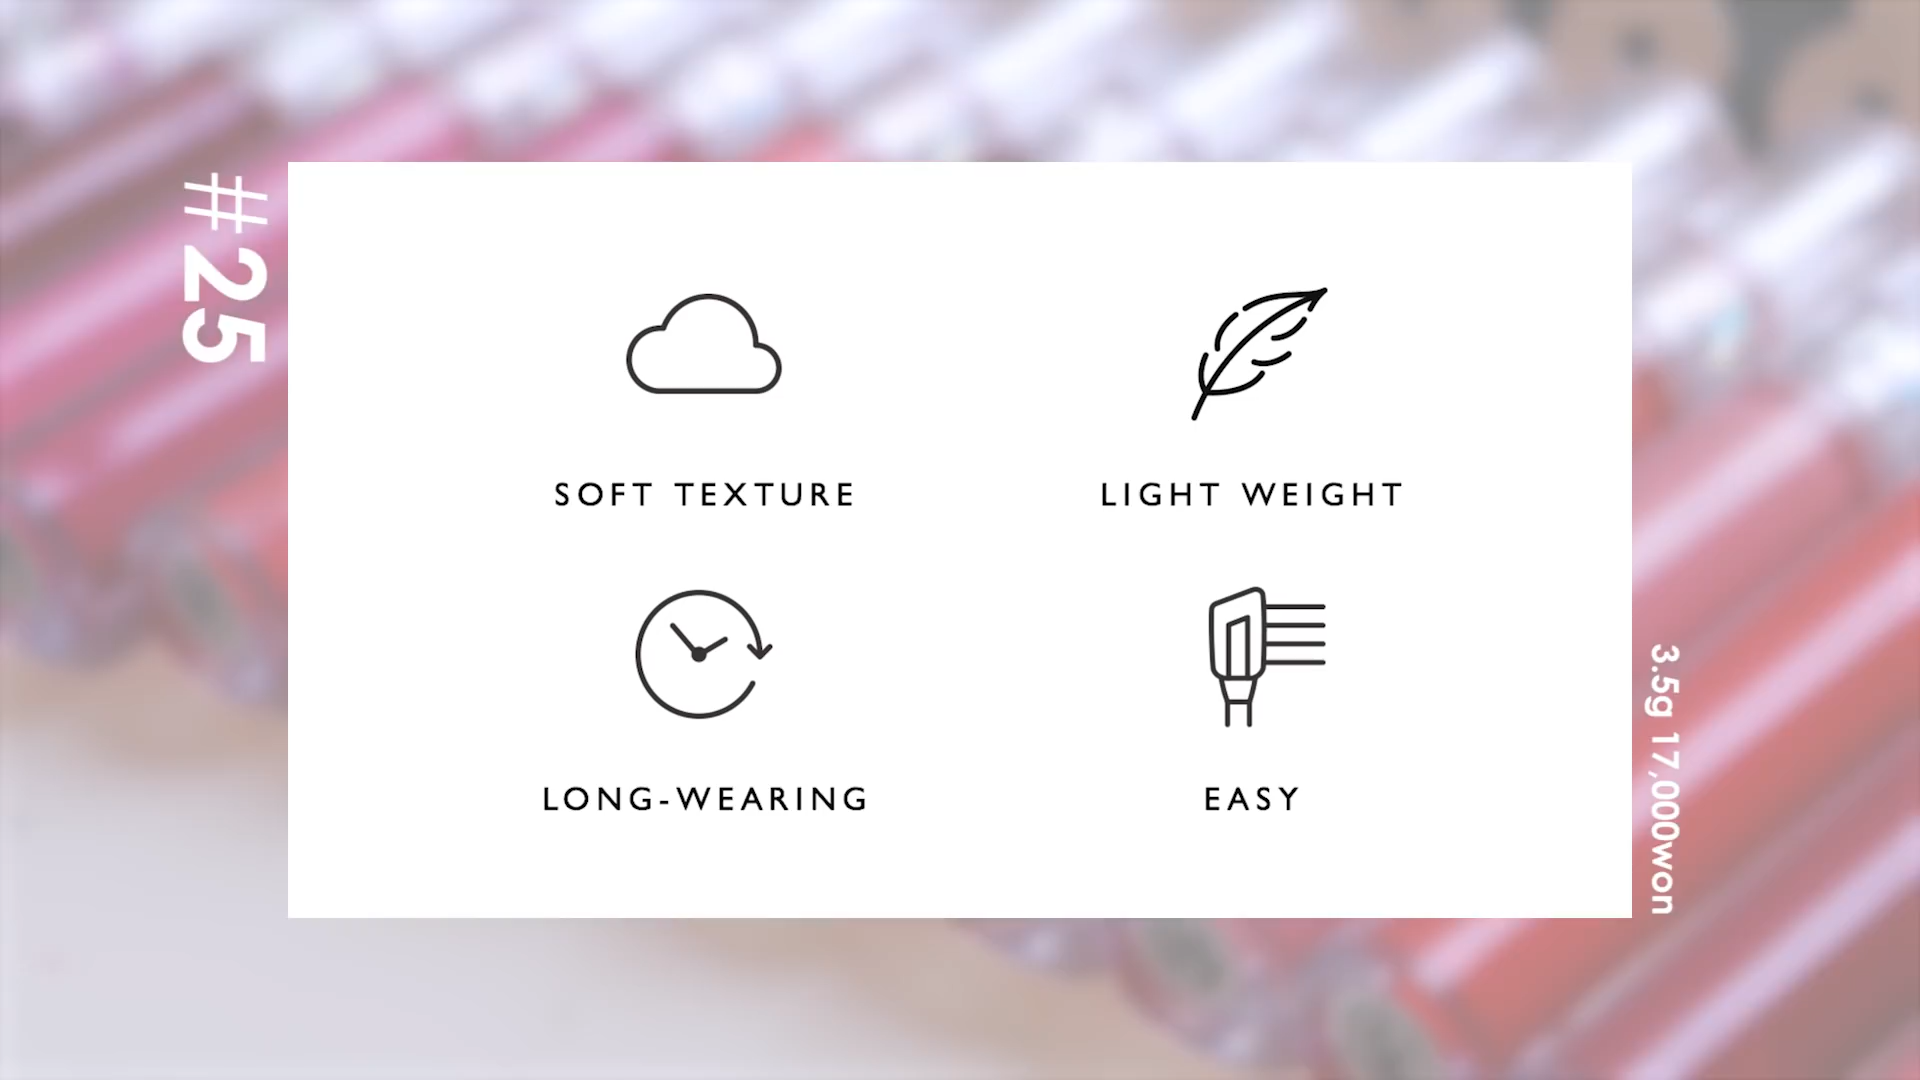 #25
SOFT TEXTURE
LIGHT WEIGHT
LONG-WEARING
EASY
3.5g 17,000won